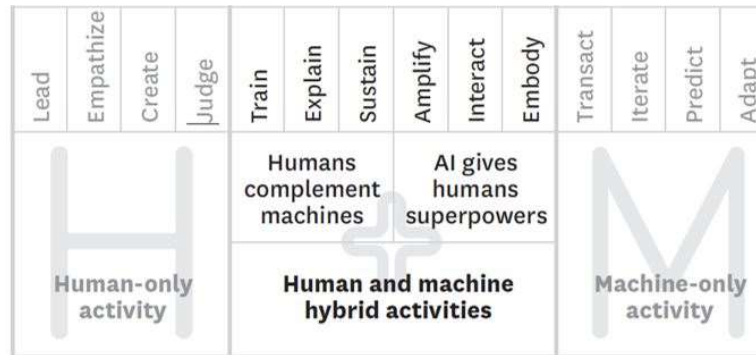 Lead
Empathize
Create
Judge
Train
Explain
Sustain
Amplify
Interact
Embody
Transact
Iterate
Predict
Adapt
Humans
complement
machines
AI gives
humans
superpowers
H
M
Human-only
activity
Human and machine
hybrid activities
Machine-only
activity